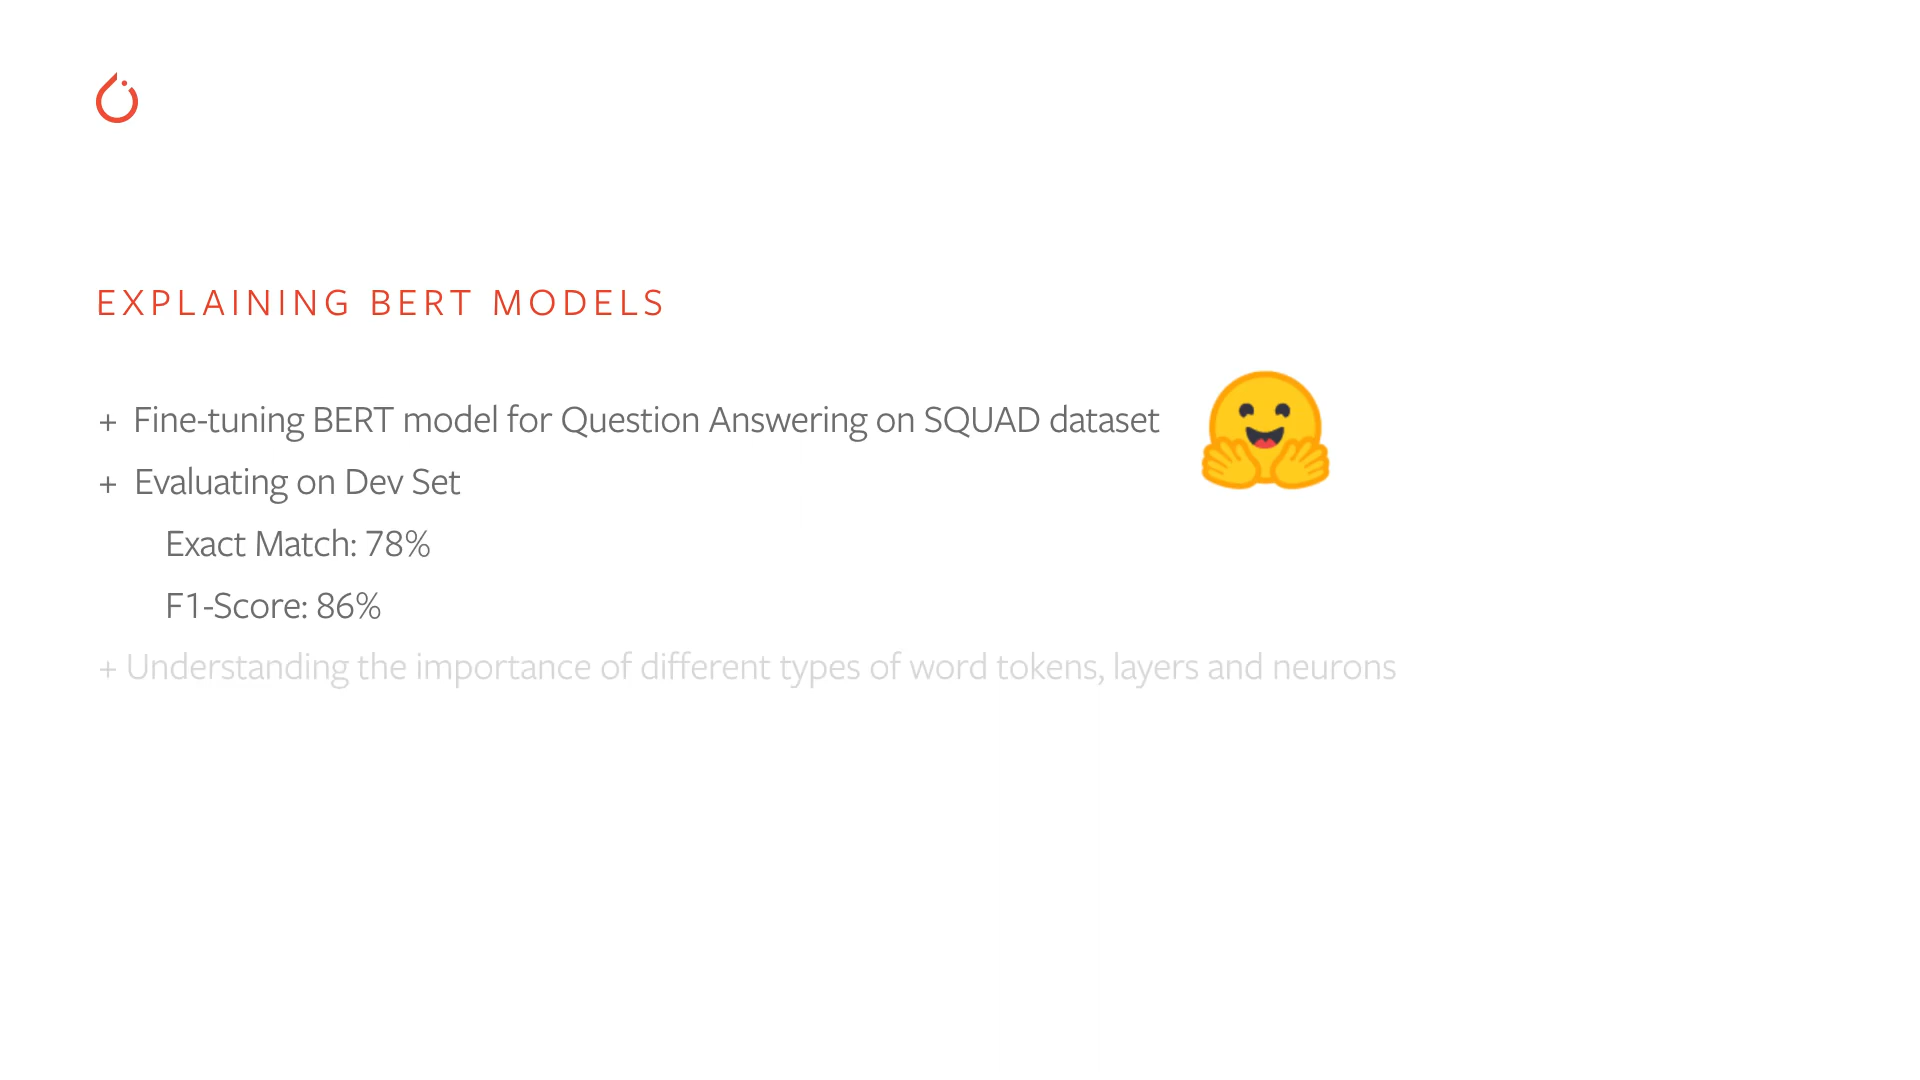 EXPLAINING BERT MODELS
+ Fine-tuning BERT model for Question Answering on SQUAD dataset
+ Evaluating on Dev Set
Exact Match: 78%
F1-Score: 86%
+ Understanding the importance of different types of word tokens, layers and neurons